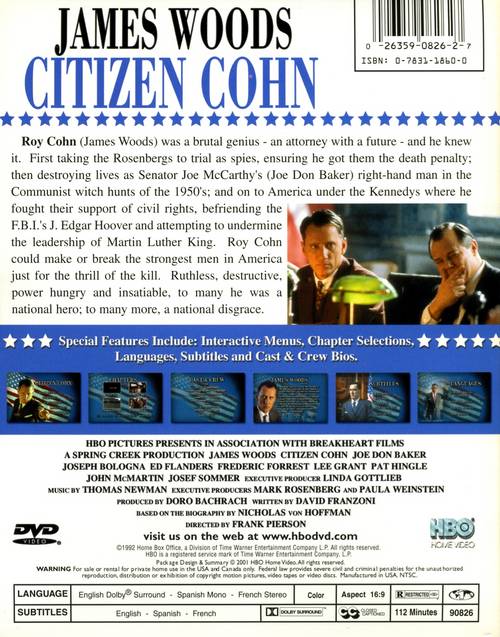 JAMES WOODS
CITIZEN COHN
0 26359-0826-2 7
ISBN: 0-7831-1860-0
Roy Cohn (James Woods) was a brutal genius - an attorney with a future - and he knew
it. First taking the Rosenbergs to trial as spies, ensuring he got them the death penalty;
then destroying lives as Senator Joe McCarthy's (Joe Don Baker) right-hand man in the
Communist witch hunts of the 1950's; and on to America under the Kennedys where he
fought their support of civil rights, befriending the
F.B.I.'s J. Edgar Hoover and attempting to undermine
the leadership of Martin Luther King. Roy Cohn
could make or break the strongest men in America
just for the thrill of the kill. Ruthless, destructive,
power hungry and insatiable, to many he was a
national hero; to many more, a national disgrace.
Special Features Include: Interactive Menus, Chapter Selections,
Languages, Subtitles and Cast & Crew Bios.
CITIZEN COHN
CHAPTERS
CAST & CREW
JAMES WOODS
SUBTITLES
LANGUAGES
HBO PICTURES PRESENTS IN ASSOCIATION WITH BREAKHEART FILMS
A SPRING CREEK PRODUCTION JAMES WOODS CITIZEN COHN JOE DON BAKER
JOSEPH BOLOGNA ED FLANDERS FREDERIC FORREST LEE GRANT PAT HINGLE
JOHN McMARTIN JOSEF SOMMER EXECUTIVE PRODUCER LINDA GOTTLIEB
MUSIC BY THOMAS NEWMAN EXECUTIVE PRODUCERS MARK ROSENBERG AND PAULA WEINSTEIN
PRODUCED BY DORO BACHRACH WRITTEN BY DAVID FRANZONI
BASED ON THE BIOGRAPHY BY NICHOLAS VON HOFFMAN
DIRECTED BY FRANK PIERSON
DVD VIDEO
visit us on the web at www.hbodvd.com
HBO HOME VIDEO
©1992 Home Box Office, a Division of Time Warner Entertainment Company L.P. All rights reserved.
HBO is a registered service mark of Time Warner Entertainment Company, L.P.
Package Design & Summary © 2001 HBO Home Video. All rights reserved.
WARNING For sale or rental for private home use in the USA and Canada only. Federal law provides severe civil and criminal penalties for the unauthorized
reproduction, distribution or exhibition of copyright motion pictures, video tapes or video discs. Manufactured in USA. NTSC.
LANGUAGE English Dolby® Surround - Spanish Mono - French Stereo Color Aspect 16:9 R RESTRICTED
SUBTITLES English - Spanish - French DOLBY SURROUND CC CLOSED CAPTIONED 112 Minutes 90826